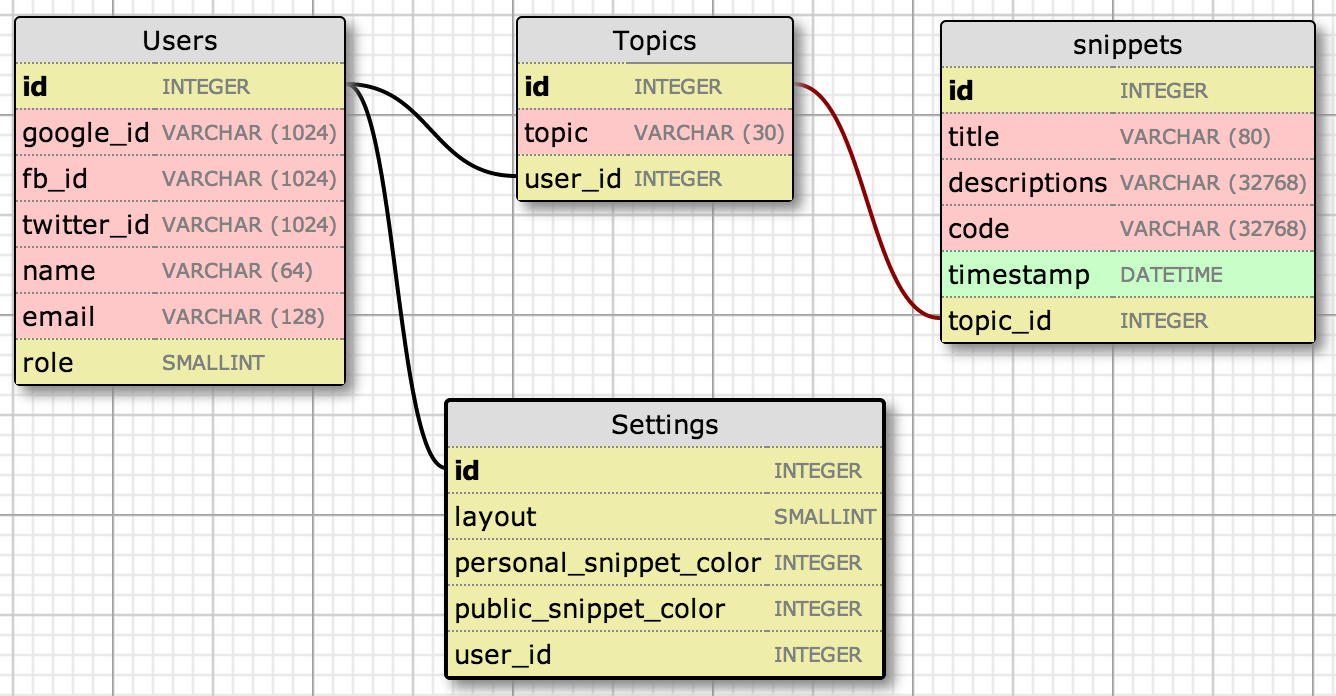 Users
id INTEGER
google_id VARCHAR (1024)
fb_id VARCHAR (1024)
twitter_id VARCHAR (1024)
name VARCHAR (64)
email VARCHAR (128)
role SMALLINT
Topics
id INTEGER
topic VARCHAR (30)
user_id INTEGER
snippets
id INTEGER
title VARCHAR (80)
descriptions VARCHAR (32768)
code VARCHAR (32768)
timestamp DATETIME
topic_id INTEGER
Settings
id INTEGER
layout SMALLINT
personal_snippet_color INTEGER
public_snippet_color INTEGER
user_id INTEGER